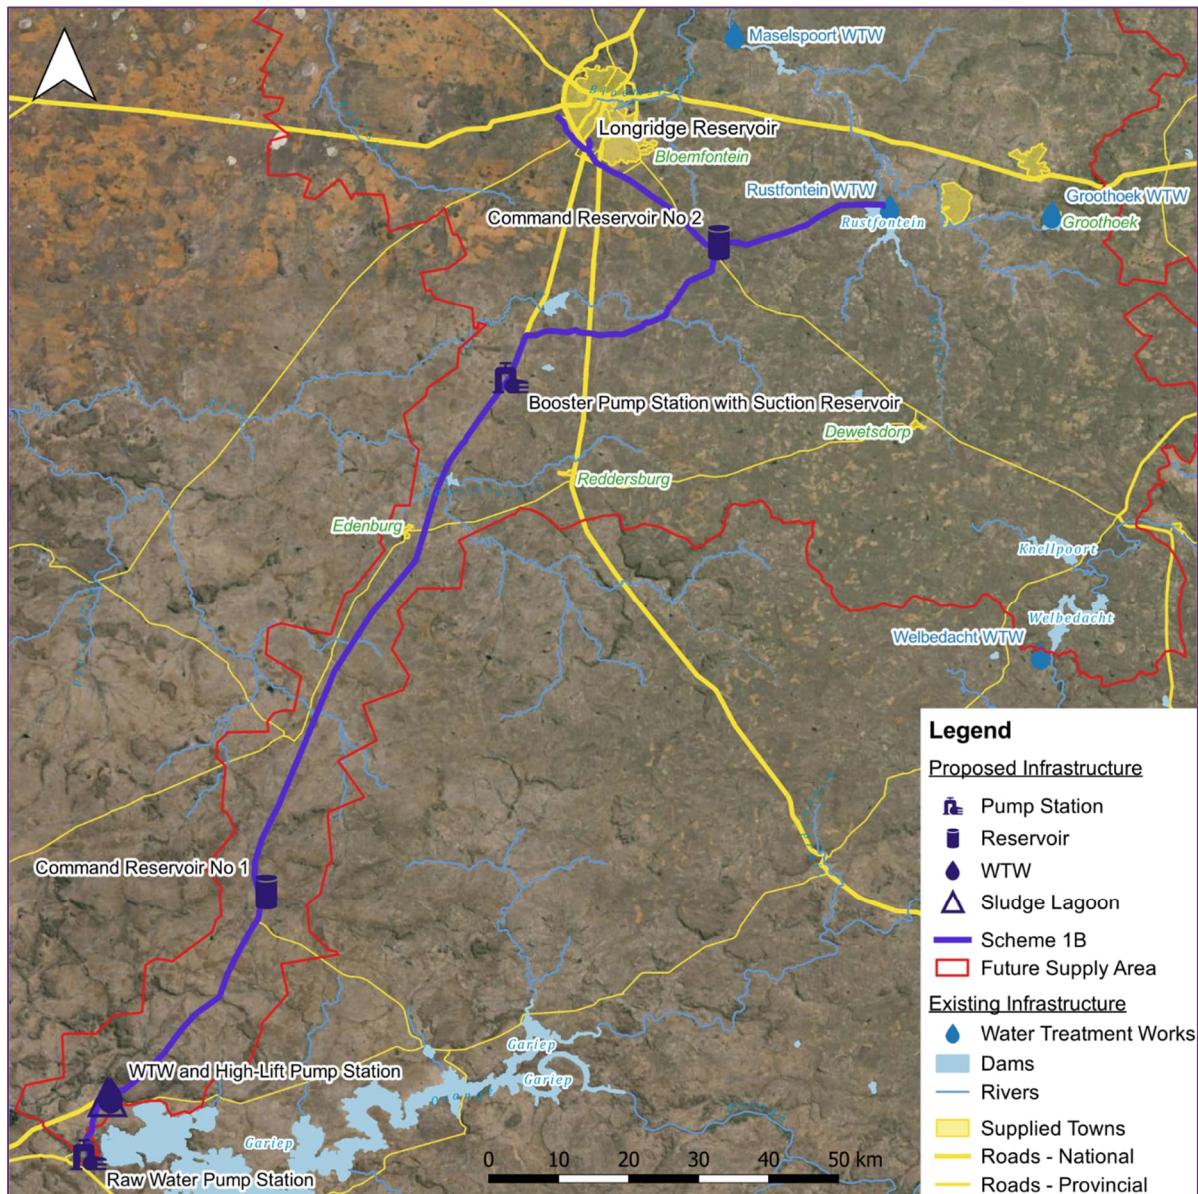 Maselspoort WTW
Longridge Reservoir
Bloemfontein
Rustfontein WTW
Groothoek WTW
Command Reservoir No 2
Rustfontein
Groothoek
Booster Pump Station with Suction Reservoir
Dewetsdorp
Reddersburg
Edenburg
Knellpoort
Welbedacht
Welbedacht WTW
Command Reservoir No 1
Gariep
Gariep
WTW and High-Lift Pump Station
Gariep
Raw Water Pump Station
0 10 20 30 40 50 km
Legend
Proposed Infrastructure
Pump Station
Reservoir
WTW
Sludge Lagoon
Scheme 1B
Future Supply Area
Existing Infrastructure
Water Treatment Works
Dams
Rivers
Supplied Towns
Roads - National
Roads - Provincial